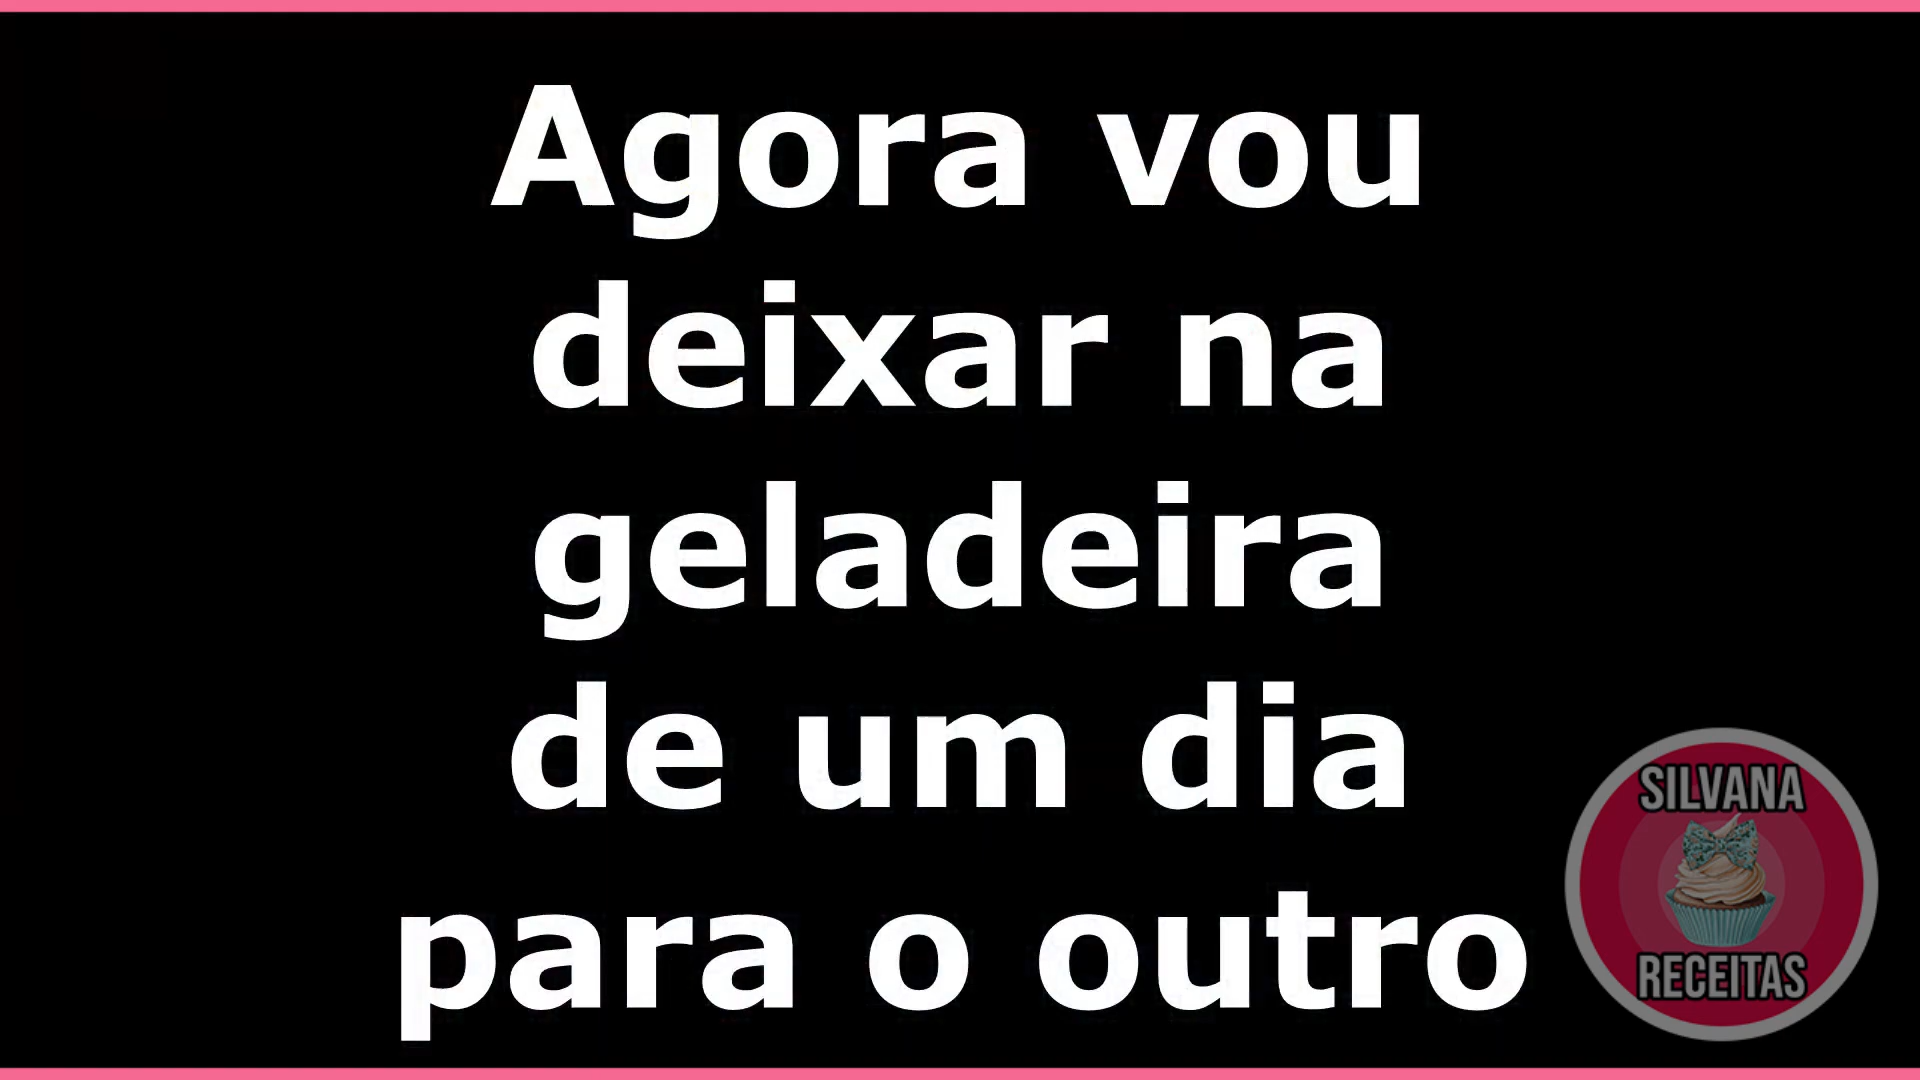 Agora vou
deixar na
geladeira
de um dia
para o outro
SILVANA
RECEITAS